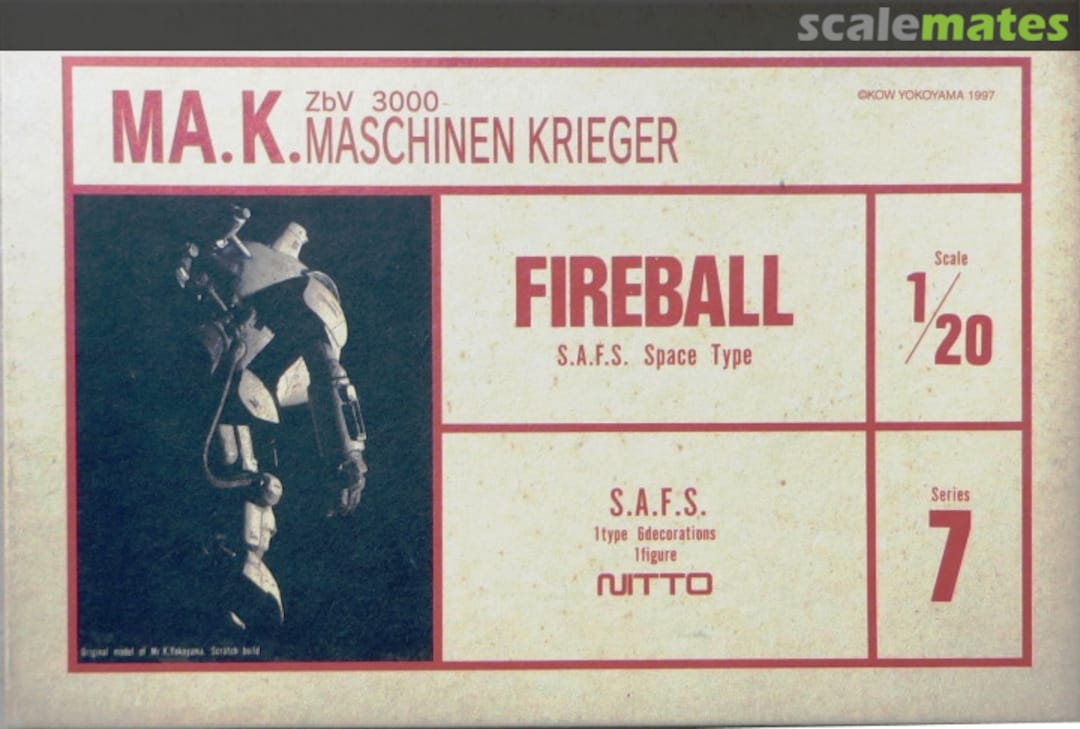 scalemates
MA.K. ZbV 3000
MASCHINEN KRIEGER
©KOW YOKOYAMA 1997
FIREBALL
S.A.F.S. Space Type
Scale
1/20
S.A.F.S.
1type 6decorations
1figure
NITTO
Series
7
Original model of Mr.K.Yokoyama. Scratch build